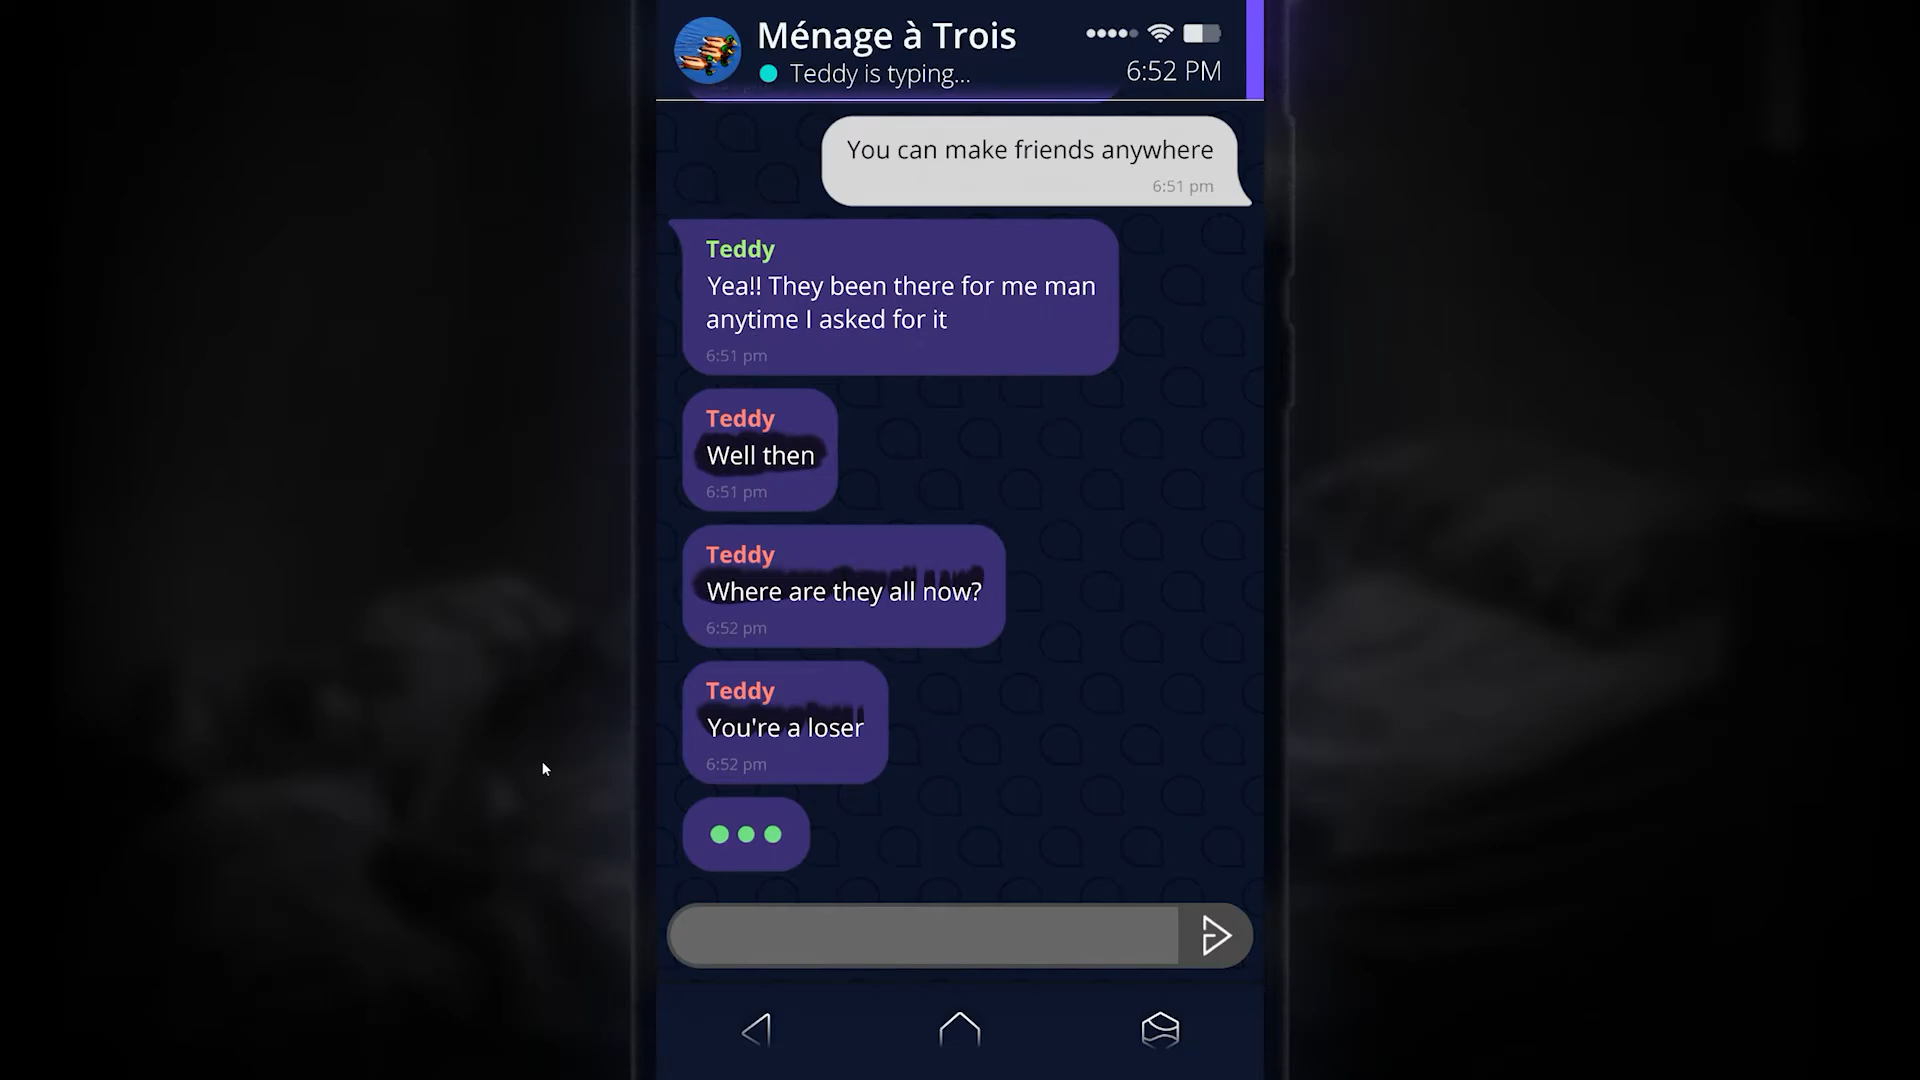 Ménage à Trois
Teddy is typing...
6:52 PM
You can make friends anywhere
6:51 pm
Teddy
Yea!! They been there for me man
anytime I asked for it
6:51 pm
Teddy
Well then
6:51 pm
Teddy
Where are they all now?
6:52 pm
Teddy
You're a loser
6:52 pm